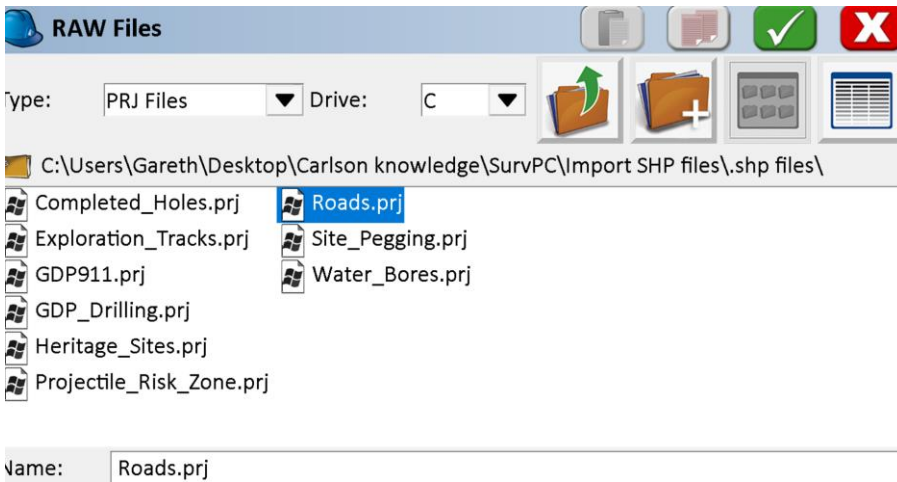 RAW Files
Type: PRJ Files Drive: C
C:\Users\Gareth\Desktop\Carlson knowledge\SurvPC\Import SHP files\.shp files\
Completed_Holes.prj Roads.prj
Exploration_Tracks.prj Site_Pegging.prj
GDP911.prj Water_Bores.prj
GDP_Drilling.prj
Heritage_Sites.prj
Projectile_Risk_Zone.prj
Name: Roads.prj